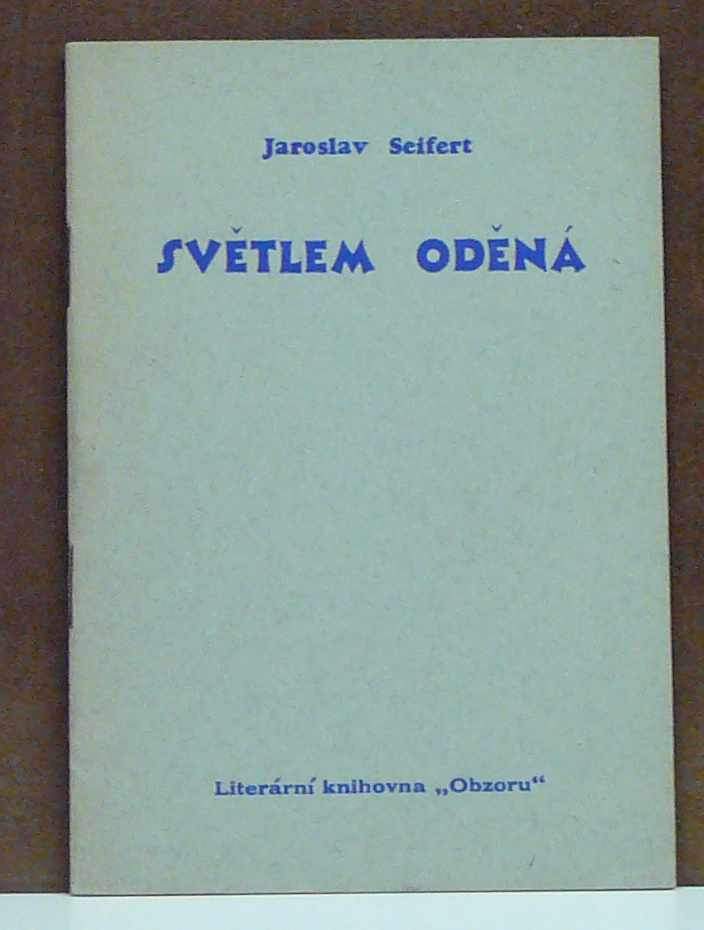 Jaroslav Seifert
SVĚTLEM ODĚNÁ
Literární knihovna „Obzoru“